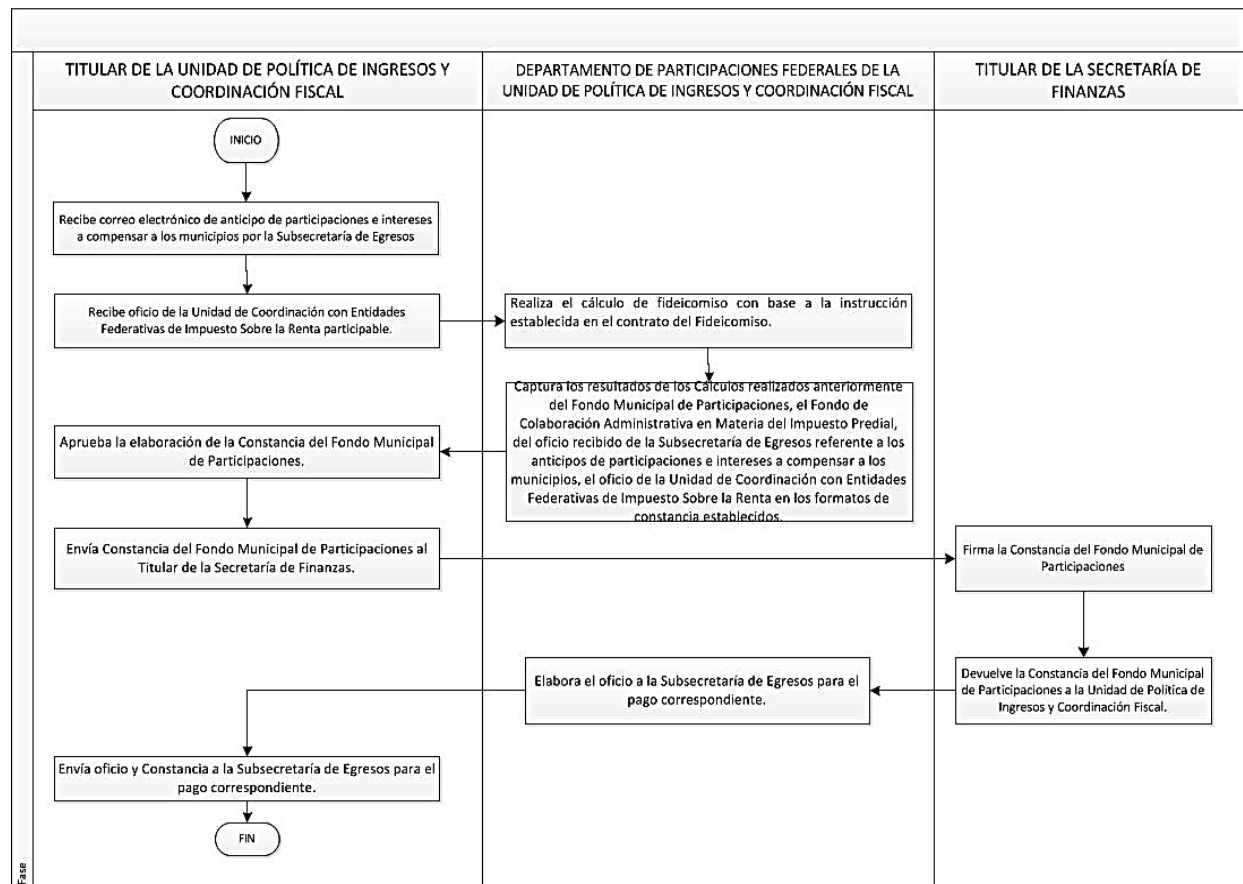 TITULAR DE LA UNIDAD DE POLÍTICA DE INGRESOS Y
COORDINACIÓN FISCAL
DEPARTAMENTO DE PARTICIPACIONES FEDERALES DE LA
UNIDAD DE POLÍTICA DE INGRESOS Y COORDINACIÓN FISCAL
TITULAR DE LA SECRETARÍA DE
FINANZAS
INICIO
Recibe correo electrónico de anticipo de participaciones e intereses
a compensar a los municipios por la Subsecretaría de Egresos
Recibe oficio de la Unidad de Coordinación con Entidades
Federativas de Impuesto Sobre la Renta participable.
Realiza el cálculo de fideicomiso con base a la instrucción
establecida en el contrato del Fideicomiso.
Captura los resultados de los Cálculos realizados anteriormente
del Fondo Municipal de Participaciones, el Fondo de
Colaboración Administrativa en Materia del Impuesto Predial,
del oficio recibido de la Subsecretaría de Egresos referente a los
anticipos de participaciones e intereses a compensar a los
municipios, el oficio de la Unidad de Coordinación con Entidades
Federativas de Impuesto Sobre la Renta en los formatos de
constancia establecidos.
Aprueba la elaboración de la Constancia del Fondo Municipal
de Participaciones.
Envía Constancia del Fondo Municipal de Participaciones al
Titular de la Secretaría de Finanzas.
Firma la Constancia del Fondo Municipal de
Participaciones
Devuelve la Constancia del Fondo Municipal
de Participaciones a la Unidad de Política de
Ingresos y Coordinación Fiscal.
Elabora el oficio a la Subsecretaría de Egresos para el
pago correspondiente.
Envía oficio y Constancia a la Subsecretaría de Egresos para el
pago correspondiente.
FIN
Fase